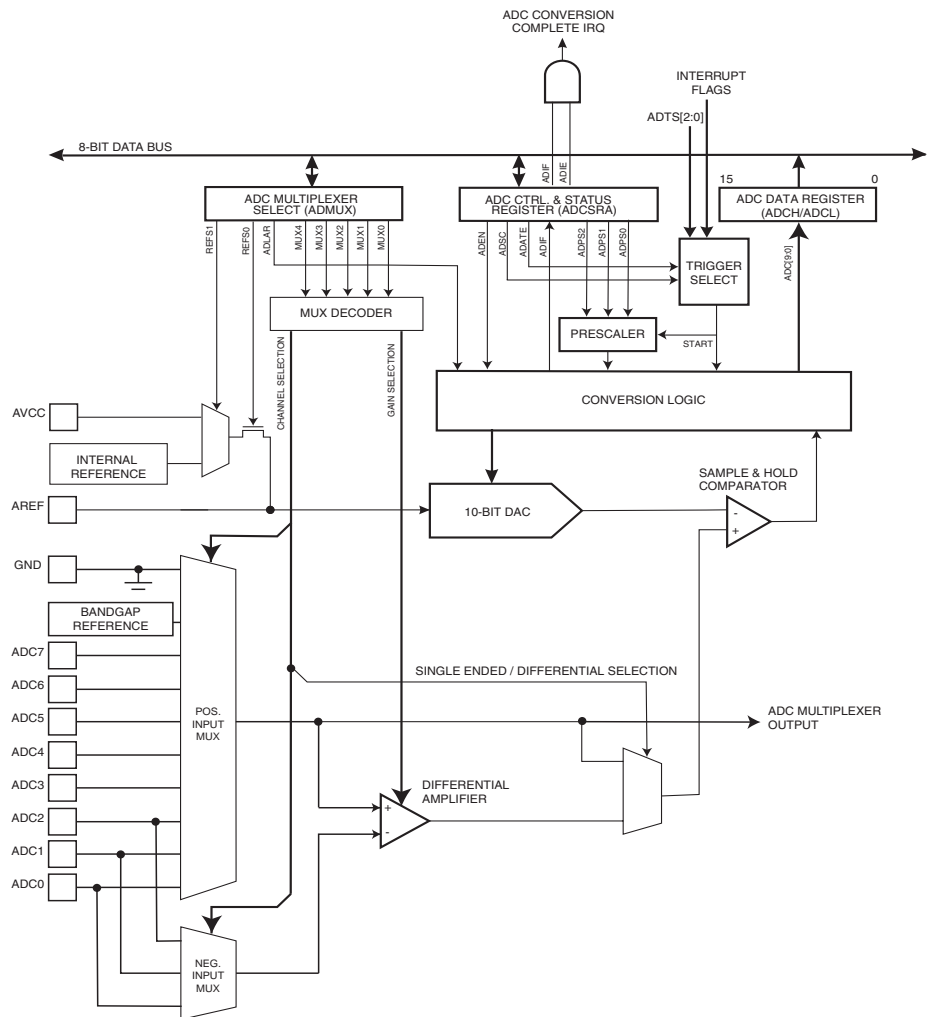 ADC CONVERSION
COMPLETE IRQ
INTERRUPT
FLAGS
ADTS[2:0]
8-BIT DATA BUS
ADIF
ADIE
15
0
ADC MULTIPLEXER
SELECT (ADMUX)
ADC CTRL. & STATUS
REGISTER (ADCSRA)
ADC DATA REGISTER
(ADCH/ADCL)
REFS1
REFS0
ADLAR
MUX4
MUX3
MUX2
MUX1
MUX0
ADEN
ADSC
ADATE
ADIF
ADPS2
ADPS1
ADPS0
ADC[9:0]
TRIGGER
SELECT
MUX DECODER
PRESCALER
START
CHANNEL SELECTION
GAIN SELECTION
CONVERSION LOGIC
AVCC
INTERNAL
REFERENCE
SAMPLE & HOLD
COMPARATOR
AREF
10-BIT DAC
-
+
GND
BANDGAP
REFERENCE
ADC7
SINGLE ENDED / DIFFERENTIAL SELECTION
ADC6
ADC5
POS.
INPUT
MUX
ADC MULTIPLEXER
OUTPUT
ADC4
ADC3
DIFFERENTIAL
AMPLIFIER
+
-
ADC2
ADC1
ADC0
NEG.
INPUT
MUX